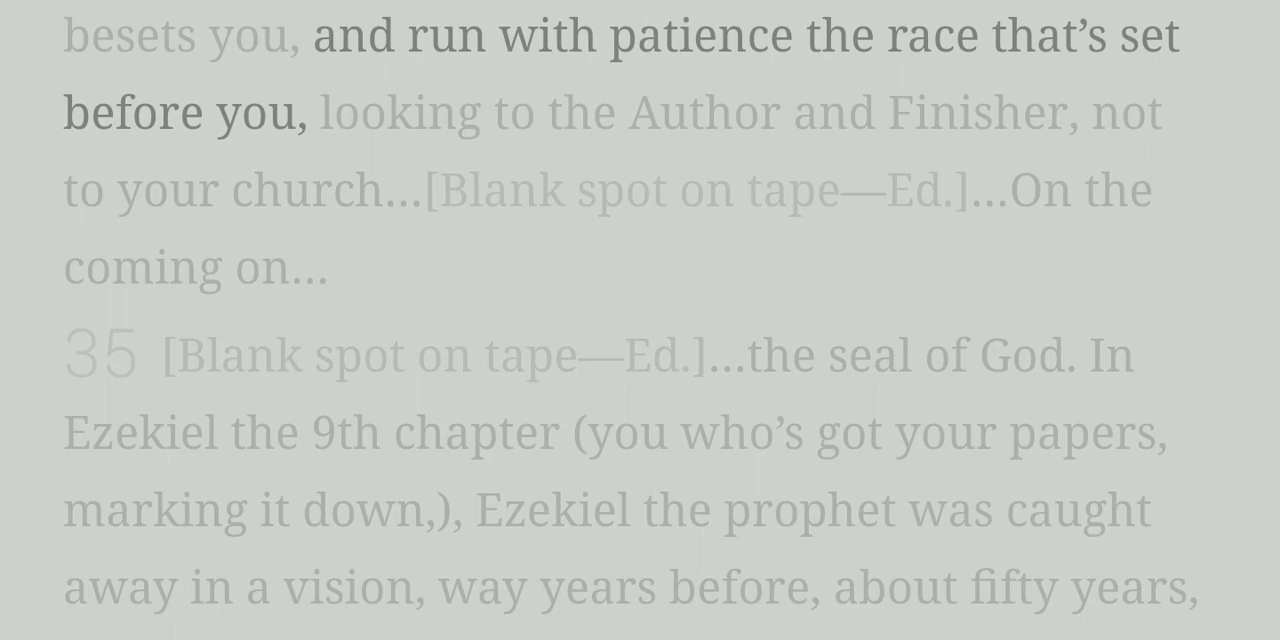 besets you, and run with patience the race that’s set
before you, looking to the Author and Finisher, not
to your church…[Blank spot on tape—Ed.]…On the
coming on…
35 [Blank spot on tape—Ed.]…the seal of God. In
Ezekiel the 9th chapter (you who’s got your papers,
marking it down,), Ezekiel the prophet was caught
away in a vision, way years before, about fifty years,